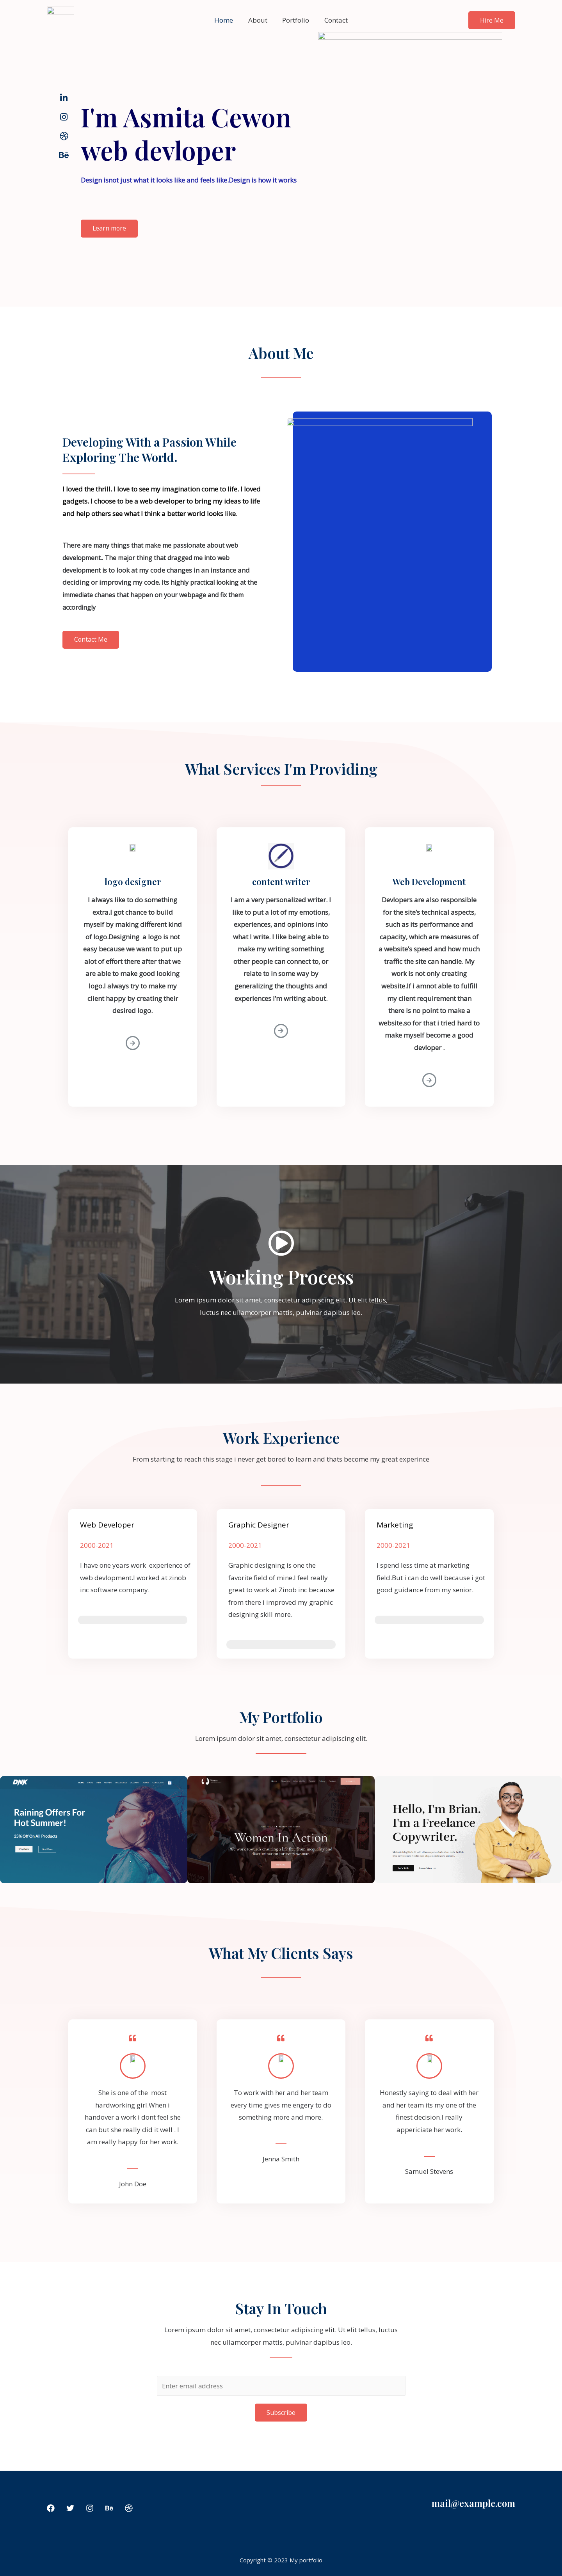 Home
About
Portfolio
Contact
Hire Me
I'm Asmita Cewon
web devloper
Design isnot just what it looks like and feels like.Design is how it works
Learn more
About Me
Developing With a Passion While
Exploring The World.
I loved the thrill. I love to see my imagination come to life. I loved
gadgets. I choose to be a web developer to bring my ideas to life
and help others see what I think a better world looks like.
There are many things that make me passionate about web
development.. The major thing that dragged me into web
development is to look at my code changes in an instance and
deciding or improving my code. Its highly practical looking at the
immediate chanes that happen on your webpage and fix them
accordingly
Contact Me
What Services I'm Providing
logo designer
I always like to do something
extra.I got chance to build
myself by making different kind
of logo.Designing a logo is not
easy because we want to put up
alot of effort there after that we
are able to make good looking
logo.I always try to make my
client happy by creating their
desired logo.
content writer
I am a very personalized writer. I
like to put a lot of my emotions,
experiences, and opinions into
what I write. I like being able to
make my writing something
other people can connect to, or
relate to in some way by
generalizing the thoughts and
experiences I'm writing about.
Web Development
Devlopers are also responsible
for the site's technical aspects,
such as its performance and
capacity, which are measures of
a website's speed and how much
traffic the site can handle. My
work is not only creating
website.If I amnot able to fulfill
my client requirement than
there is no point to make a
website.so for that i tried hard to
make myself become a good
devloper .
Working Process
Lorem ipsum dolor sit amet, consectetur adipiscing elit. Ut elit tellus,
luctus nec ullamcorper mattis, pulvinar dapibus leo.
Work Experience
From starting to reach this stage i never get bored to learn and thats become my great experince
Web Developer
2000-2021
I have one years work experience of
web devlopment.I worked at zinob
inc software company.
Graphic Designer
2000-2021
Graphic designing is one the
favorite field of mine.I feel really
great to work at Zinob inc because
from there i improved my graphic
designing skill more.
Marketing
2000-2021
I spend less time at marketing
field.But i can do well because i got
good guidance from my senior.
My Portfolio
Lorem ipsum dolor sit amet, consectetur adipiscing elit.
DNK
Raining Offers For
Hot Summer!
25% Off On All Products
Women In Action
Hello, I'm Brian.
I'm a Freelance
Copywriter.
What My Clients Says
She is one of the most
hardworking girl.When i
handover a work i dont feel she
can but she really did it well . I
am really happy for her work.
John Doe
To work with her and her team
every time gives me engery to do
something more and more.
Jenna Smith
Honestly saying to deal with her
and her team its my one of the
finest decision.I really
appericiate her work.
Samuel Stevens
Stay In Touch
Lorem ipsum dolor sit amet, consectetur adipiscing elit. Ut elit tellus, luctus
nec ullamcorper mattis, pulvinar dapibus leo.
Enter email address
Subscribe
mail@example.com
Copyright © 2023 My portfolio